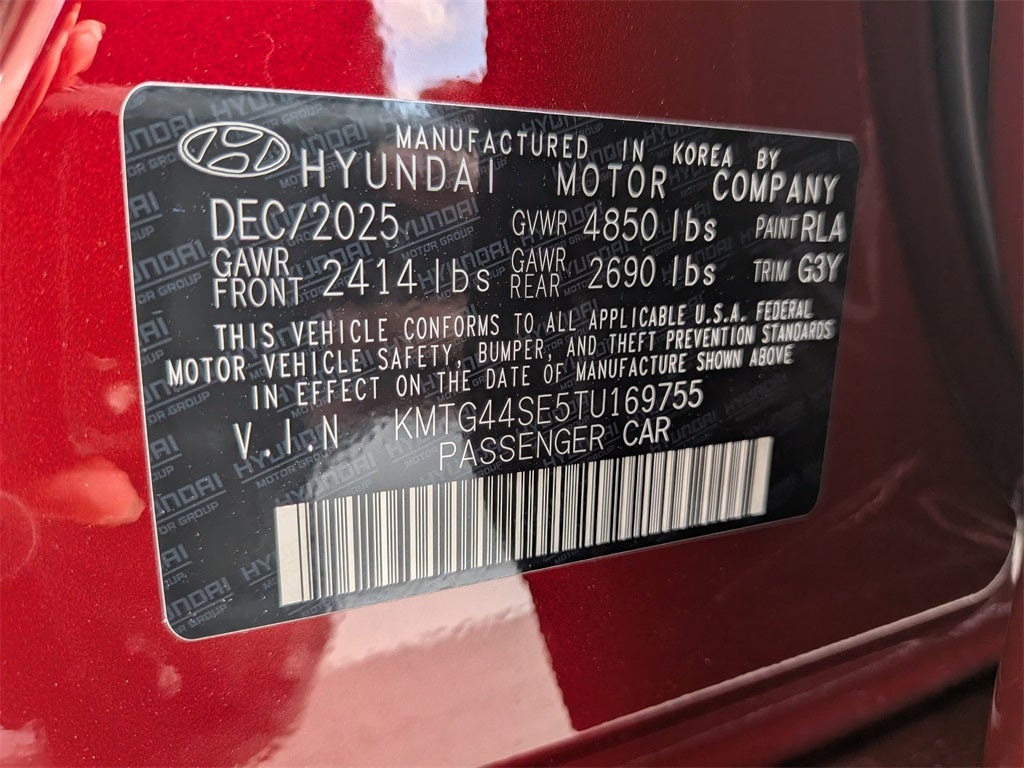 MANUFACTURED IN KOREA BY
HYUNDAI MOTOR COMPANY
DEC/2025 GVWR 4850 lbs PAINT RLA
GAWR FRONT 2414 lbs GAWR REAR 2690 lbs TRIM G3Y
THIS VEHICLE CONFORMS TO ALL APPLICABLE U.S.A. FEDERAL
MOTOR VEHICLE SAFETY, BUMPER, AND THEFT PREVENTION STANDARDS
IN EFFECT ON THE DATE OF MANUFACTURE SHOWN ABOVE
V.I.N KMTG44SE5TU169755
PASSENGER CAR